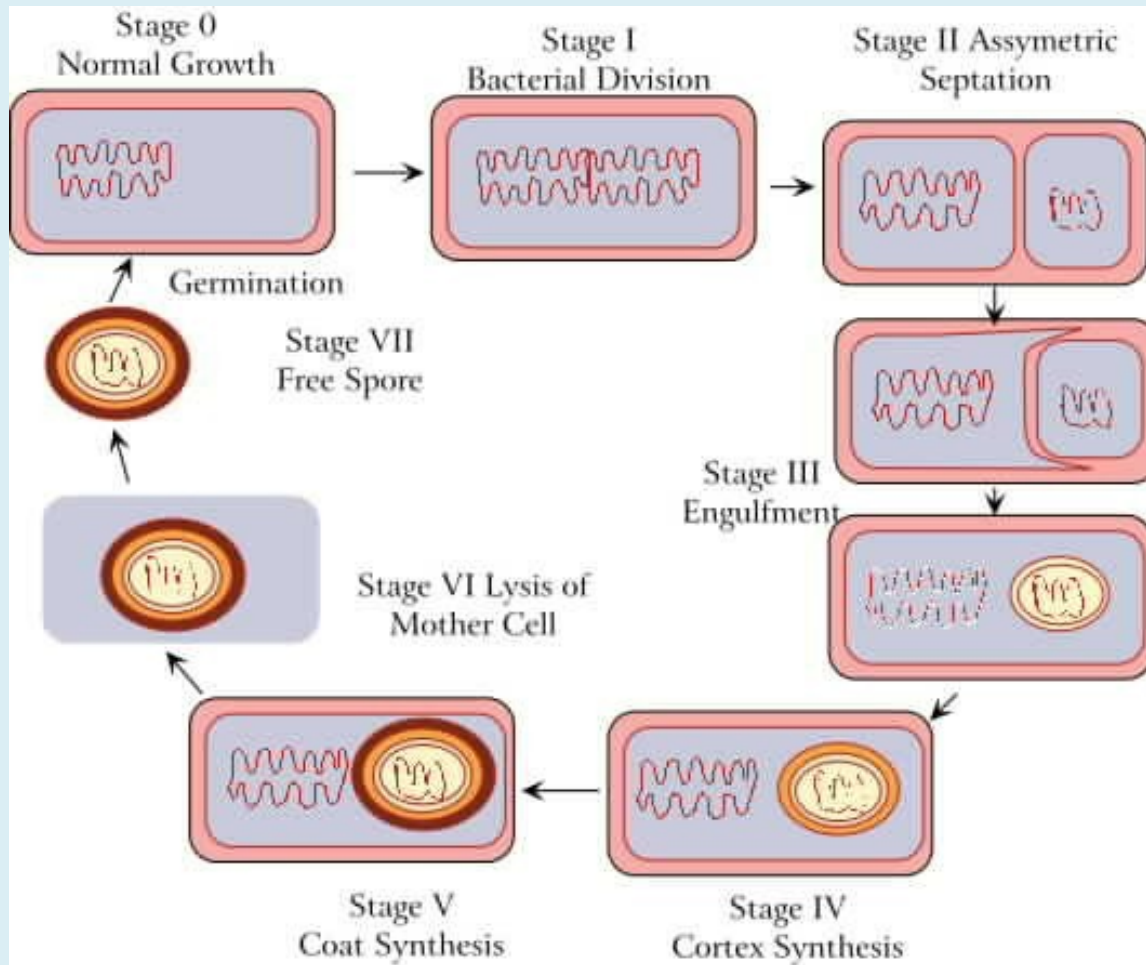 Stage 0
Normal Growth
Stage I
Bacterial Division
Stage II Assymetric
Septation
Germination
Stage VII
Free Spore
Stage III
Engulfment
Stage VI Lysis of
Mother Cell
Stage V
Coat Synthesis
Stage IV
Cortex Synthesis